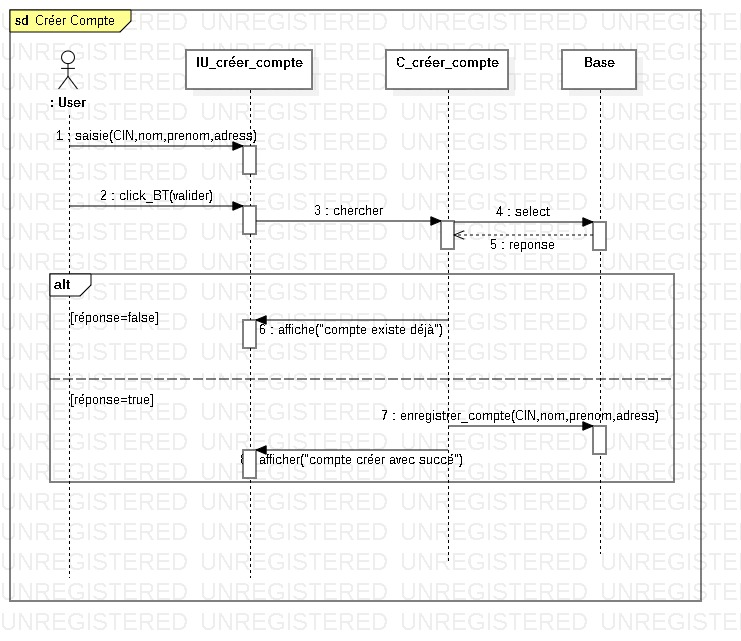 sd Créer Compte
IU_créer_compte
C_créer_compte
Base
: User
1 : saisie(CIN,nom,prenom,adress)
2 : click_BT(valider)
3 : chercher
4 : select
5 : reponse
alt
[réponse=false]
6 : affiche("compte existe déjà")
[réponse=true]
7 : enregistrer_compte(CIN,nom,prenom,adress)
afficher("compte créer avec succé")
UNREGISTERED